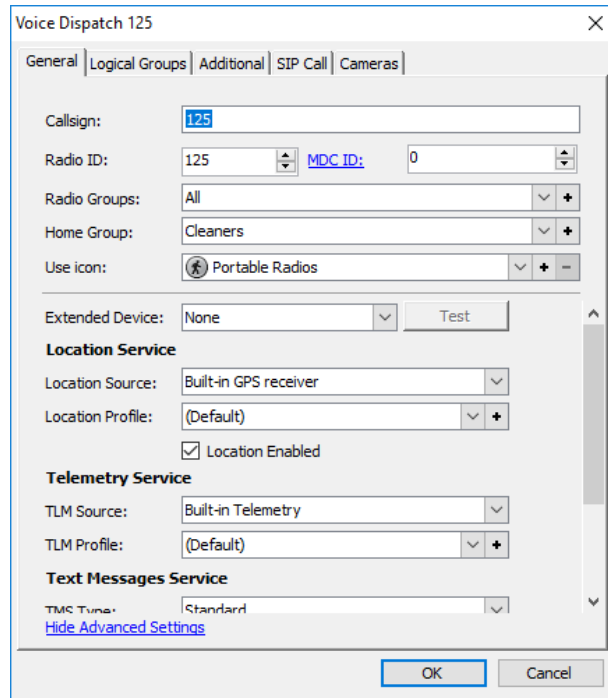 Voice Dispatch 125
General Logical Groups Additional SIP Call Cameras
Callsign: 125
Radio ID: 125 MDC ID: 0
Radio Groups: All
Home Group: Cleaners
Use icon: Portable Radios
Extended Device: None Test
Location Service
Location Source: Built-in GPS receiver
Location Profile: (Default)
Location Enabled
Telemetry Service
TLM Source: Built-in Telemetry
TLM Profile: (Default)
Text Messages Service
TMS Type: Standard
Hide Advanced Settings
OK Cancel